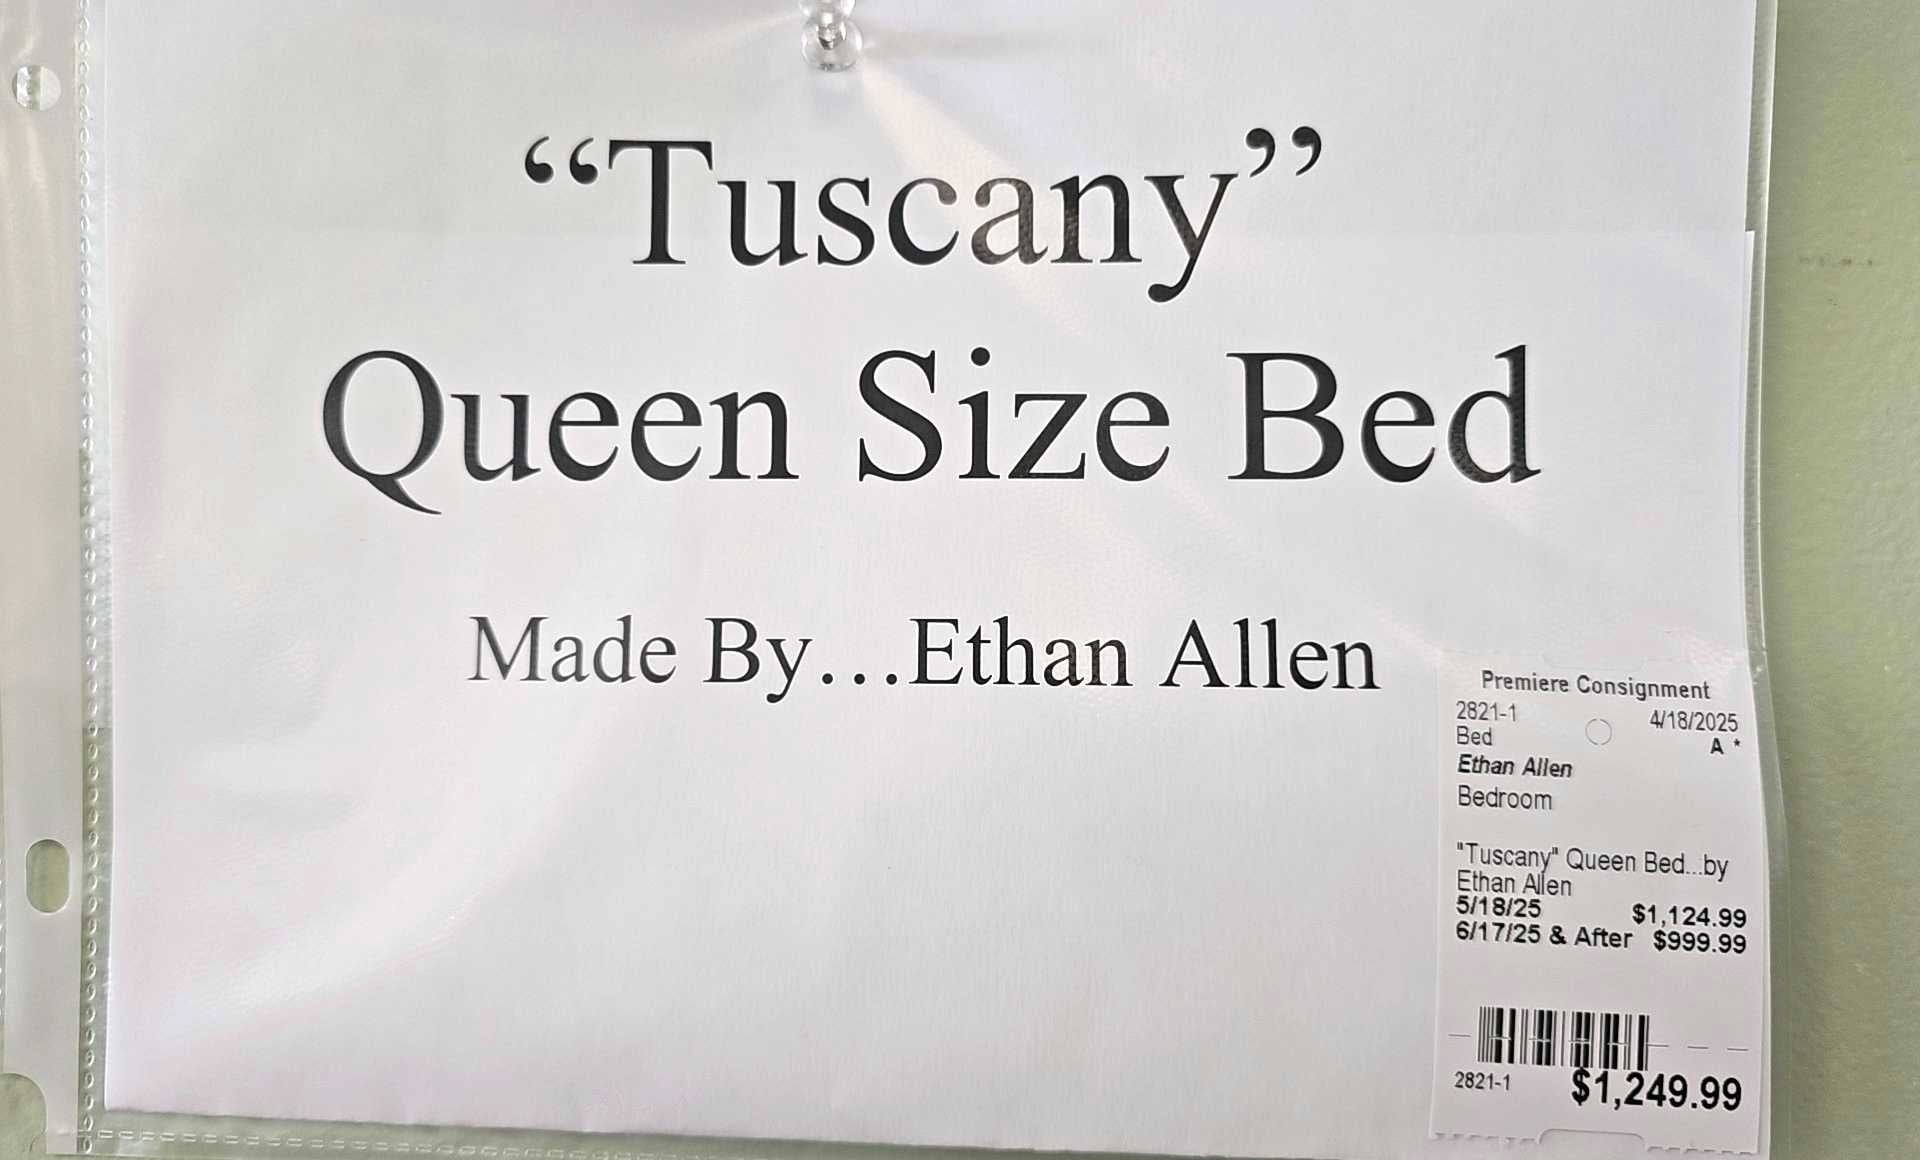 “Tuscany”
Queen Size Bed
Made By...Ethan Allen
Premiere Consignment
2821-1 4/18/2025
Bed A *
Ethan Allen
Bedroom
"Tuscany" Queen Bed...by
Ethan Allen
5/18/25 $1,124.99
6/17/25 & After $999.99
2821-1 $1,249.99